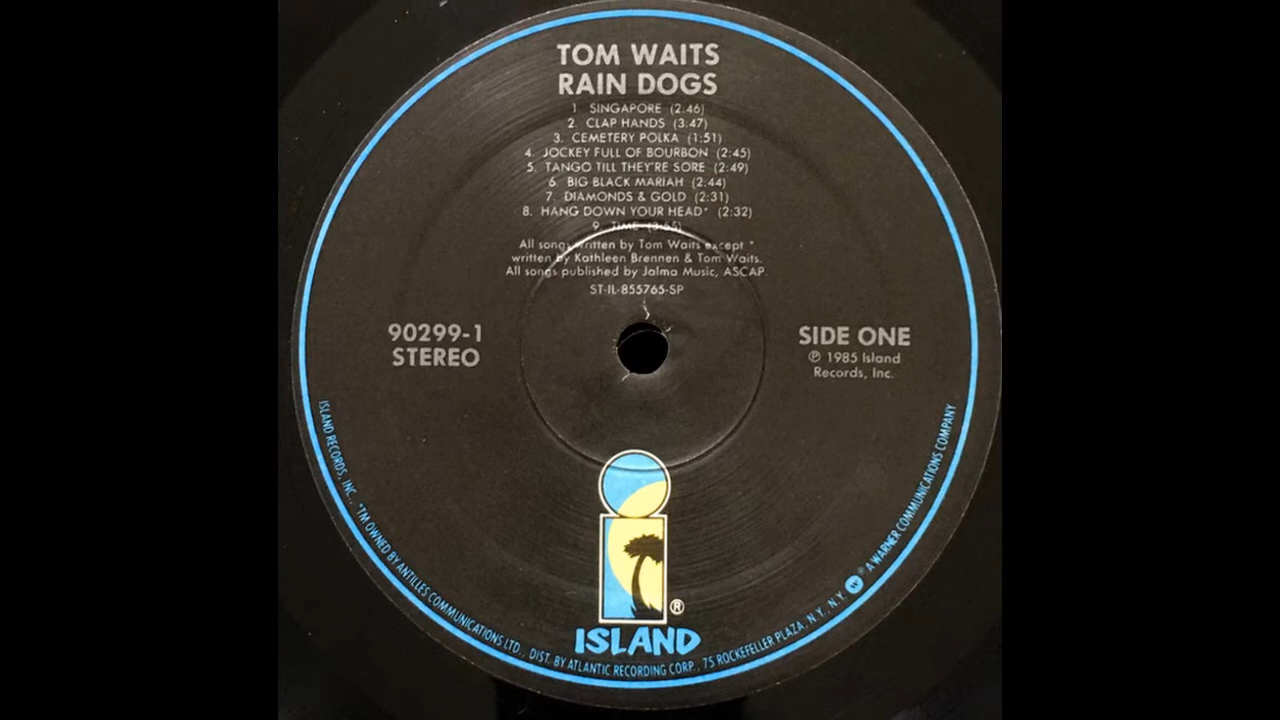 TOM WAITS
RAIN DOGS
1. SINGAPORE (2:46)
2. CLAP HANDS (3:47)
3. CEMETERY POLKA (1:51)
4. JOCKEY FULL OF BOURBON (2:45)
5. TANGO TILL THEY'RE SORE (2:49)
6. BIG BLACK MARIAH (2:44)
7. DIAMONDS & GOLD (2:31)
8. HANG DOWN YOUR HEAD* (2:32)
9. TIME (3:55)
All songs written by Tom Waits except *
written by Kathleen Brennen & Tom Waits.
All songs published by Jalma Music, ASCAP.
ST-IL-855765-SP
90299-1
STEREO
SIDE ONE
℗ 1985 Island
Records, Inc.
®
ISLAND
ISLAND RECORDS, INC., *TM OWNED BY ANTILLES COMMUNICATIONS LTD., DIST. BY ATLANTIC RECORDING CORP., 75 ROCKEFELLER PLAZA, N.Y., N.Y. W ® A WARNER COMMUNICATIONS COMPANY